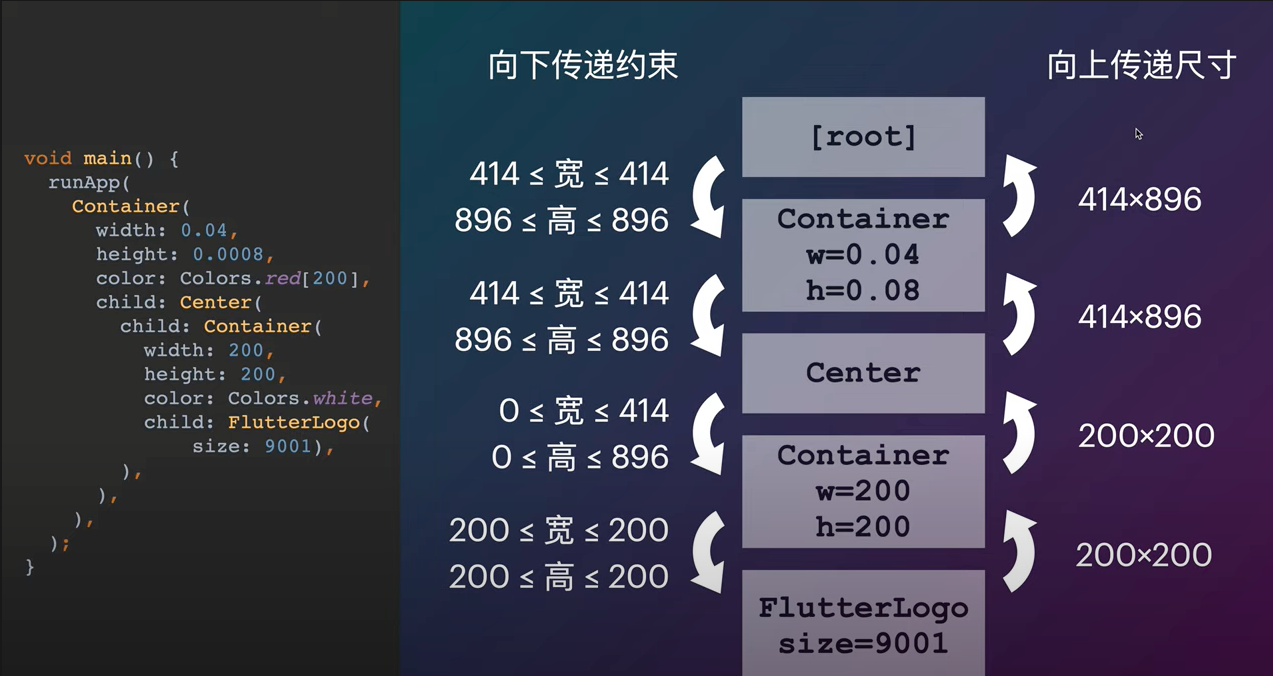 void main() {
runApp(
Container(
width: 0.04,
height: 0.0008,
color: Colors.red[200],
child: Center(
child: Container(
width: 200,
height: 200,
color: Colors.white,
child: FlutterLogo(
size: 9001),
),
),
),
);
}
向下传递约束
向上传递尺寸
[root]
414 ≤ 宽 ≤ 414
896 ≤ 高 ≤ 896
414×896
Container
w=0.04
h=0.08
414 ≤ 宽 ≤ 414
896 ≤ 高 ≤ 896
414×896
Center
0 ≤ 宽 ≤ 414
0 ≤ 高 ≤ 896
200×200
Container
w=200
h=200
200 ≤ 宽 ≤ 200
200 ≤ 高 ≤ 200
200×200
FlutterLogo
size=9001